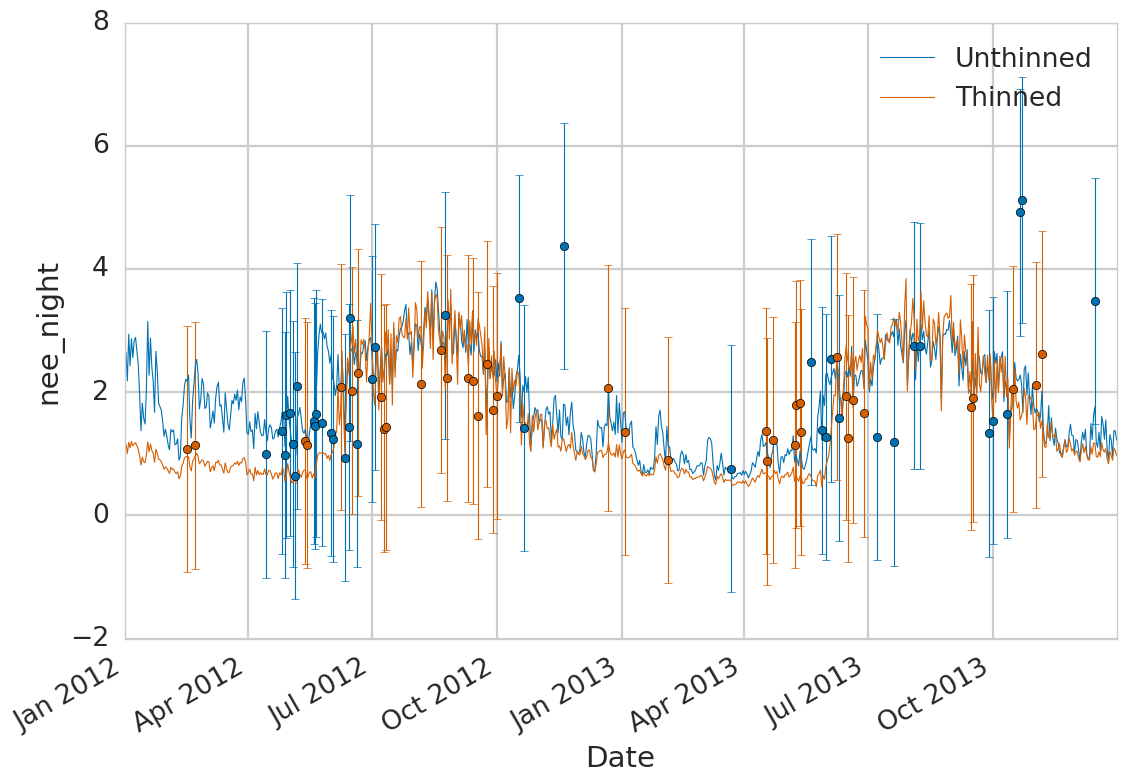 8
6
4
2
0
−2
nee_night
Unthinned
Thinned
Jan 2012
Apr 2012
Jul 2012
Oct 2012
Jan 2013
Apr 2013
Jul 2013
Oct 2013
Date